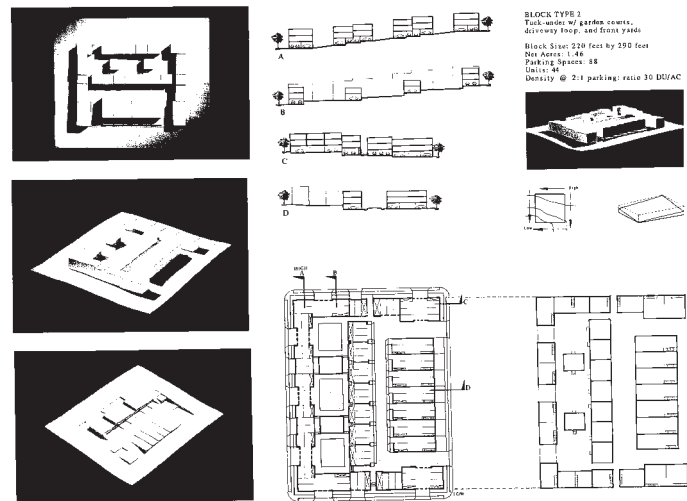 BLOCK TYPE 2
Tuck-under w/ garden courts,
driveway loop, and front yards
Block Size: 220 feet by 290 feet
Net Acres: 1.46
Parking Spaces: 88
Units: 44
Density @ 2:1 parking: ratio 30 DU/AC
A
B
C
D
High
Low
HIGH
A
B
C
D
LOW